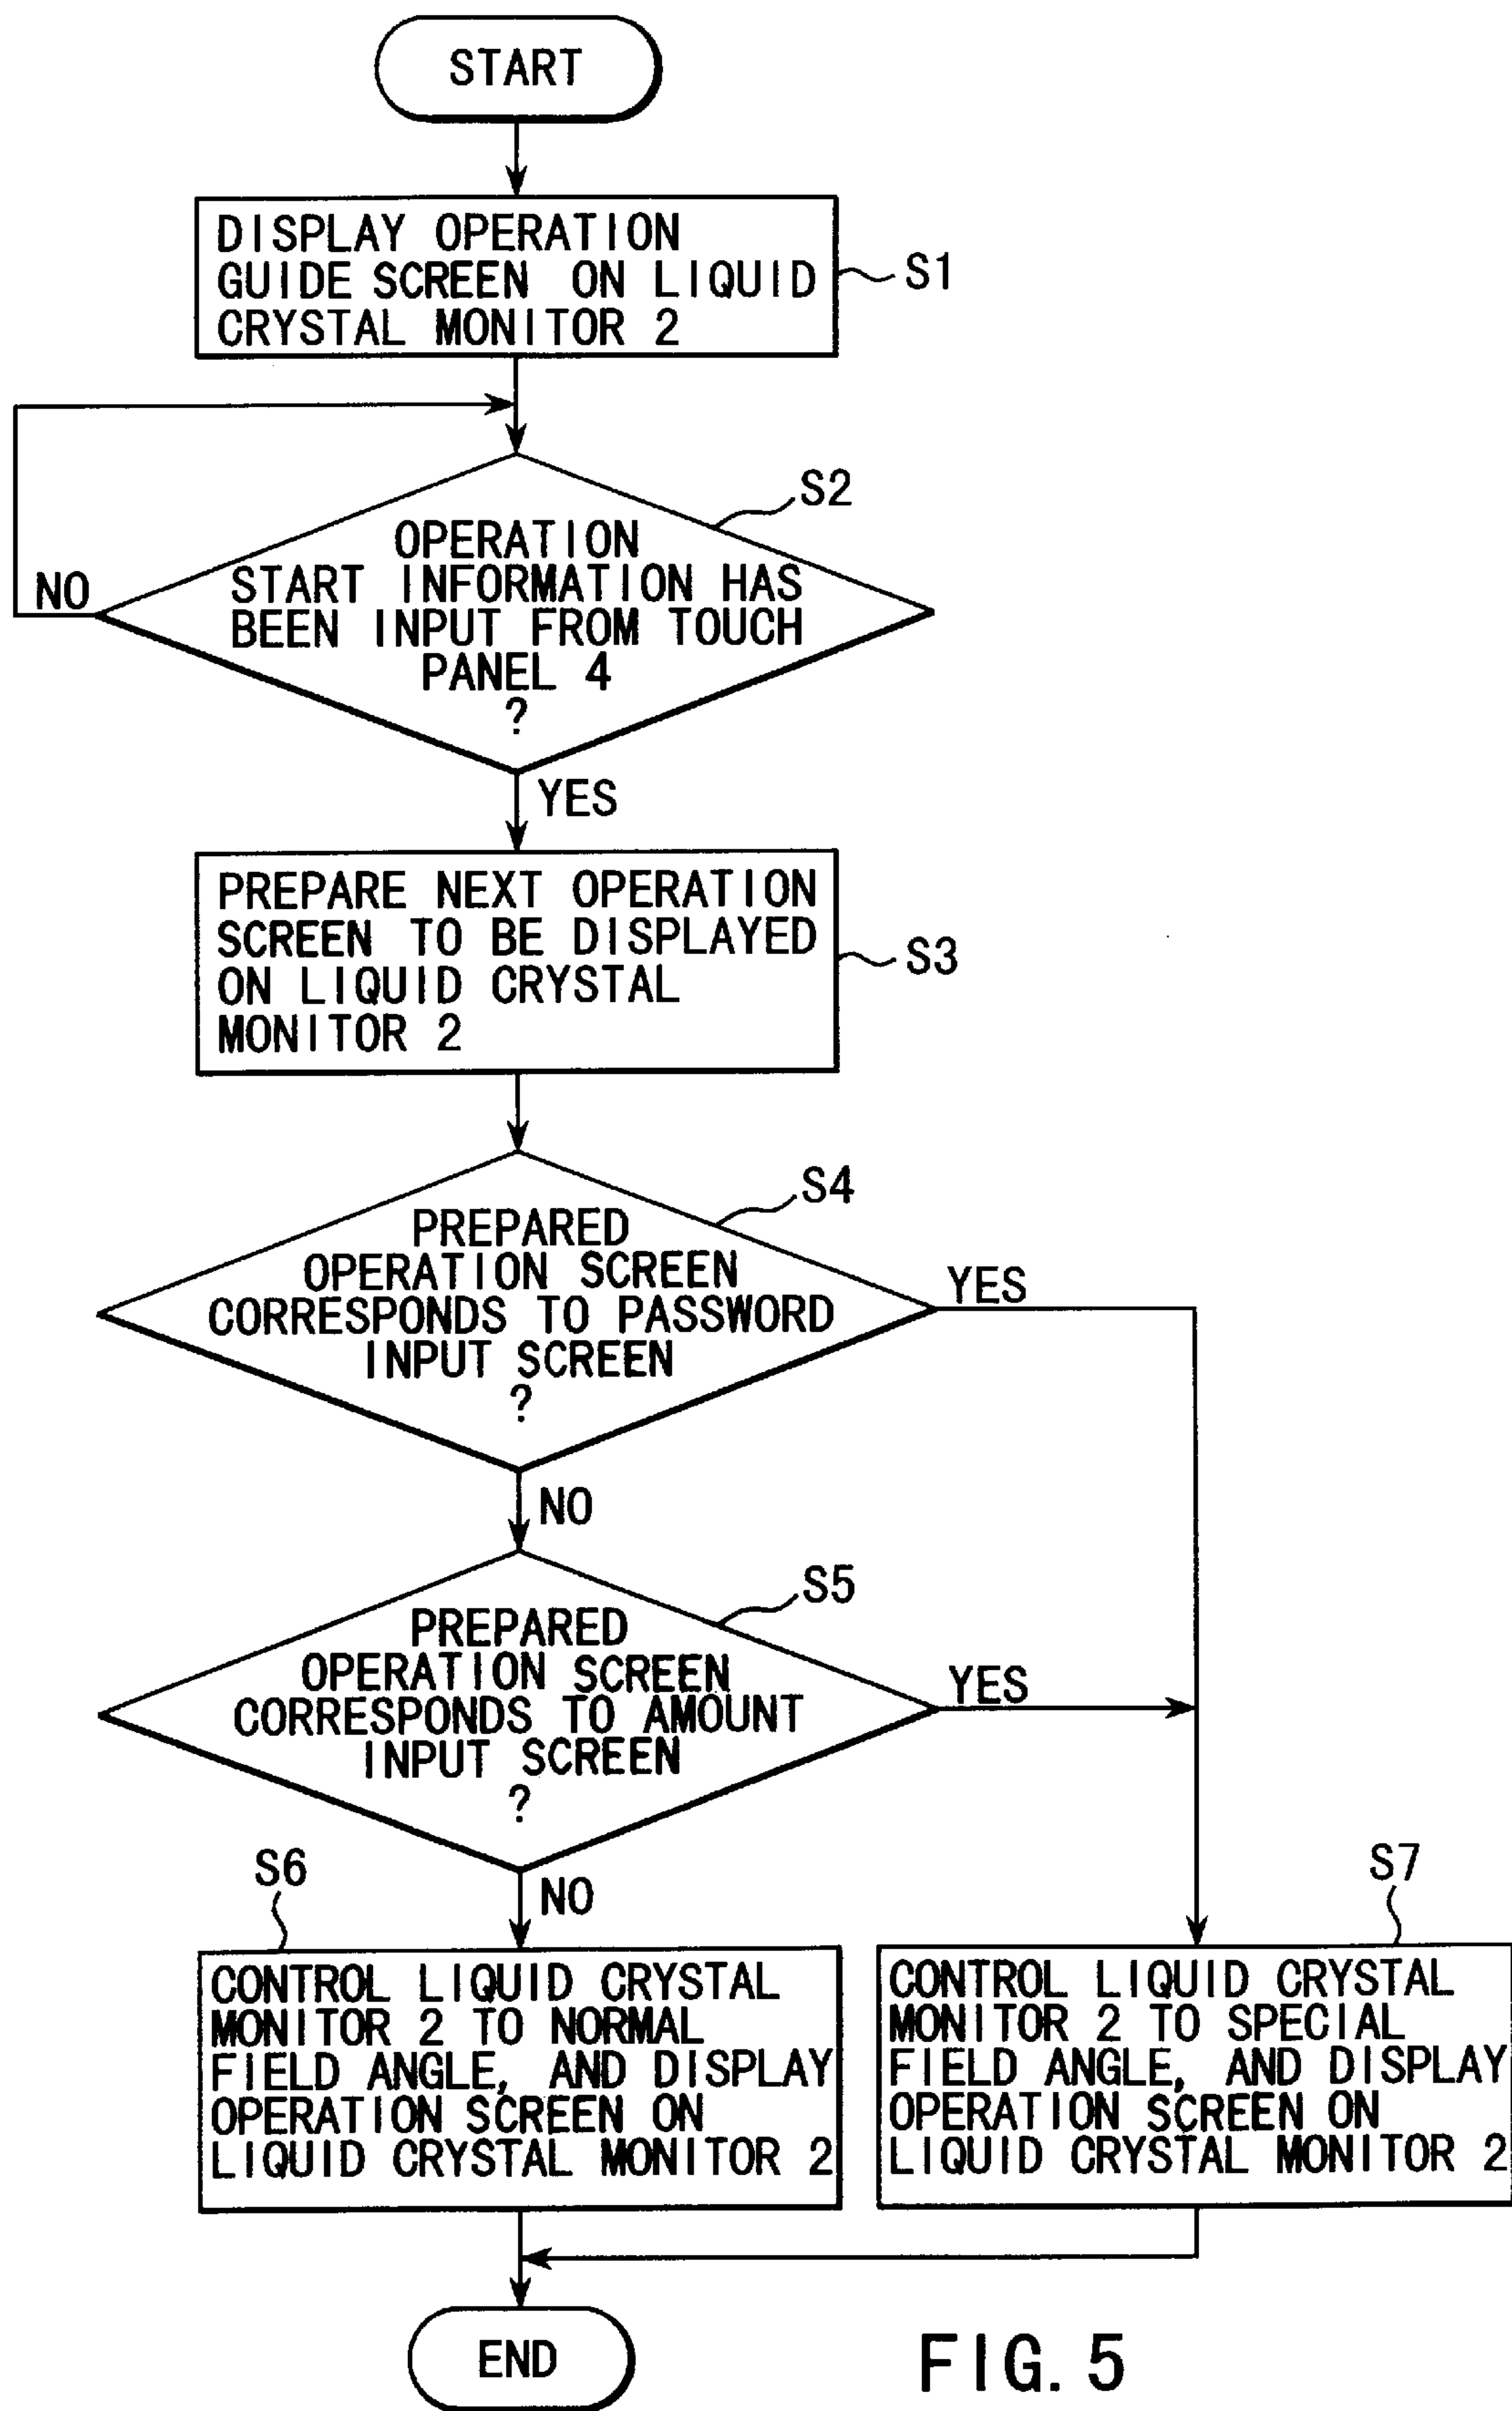 START
DISPLAY OPERATION
GUIDE SCREEN ON LIQUID
CRYSTAL MONITOR 2
S1
S2
OPERATION
START INFORMATION HAS
BEEN INPUT FROM TOUCH
PANEL 4
?
NO
YES
PREPARE NEXT OPERATION
SCREEN TO BE DISPLAYED
ON LIQUID CRYSTAL
MONITOR 2
S3
S4
PREPARED
OPERATION SCREEN
CORRESPONDS TO PASSWORD
INPUT SCREEN
?
YES
NO
S5
PREPARED
OPERATION SCREEN
CORRESPONDS TO AMOUNT
INPUT SCREEN
?
YES
NO
S6
CONTROL LIQUID CRYSTAL
MONITOR 2 TO NORMAL
FIELD ANGLE, AND DISPLAY
OPERATION SCREEN ON
LIQUID CRYSTAL MONITOR 2
S7
CONTROL LIQUID CRYSTAL
MONITOR 2 TO SPECIAL
FIELD ANGLE, AND DISPLAY
OPERATION SCREEN ON
LIQUID CRYSTAL MONITOR 2
END
FIG. 5